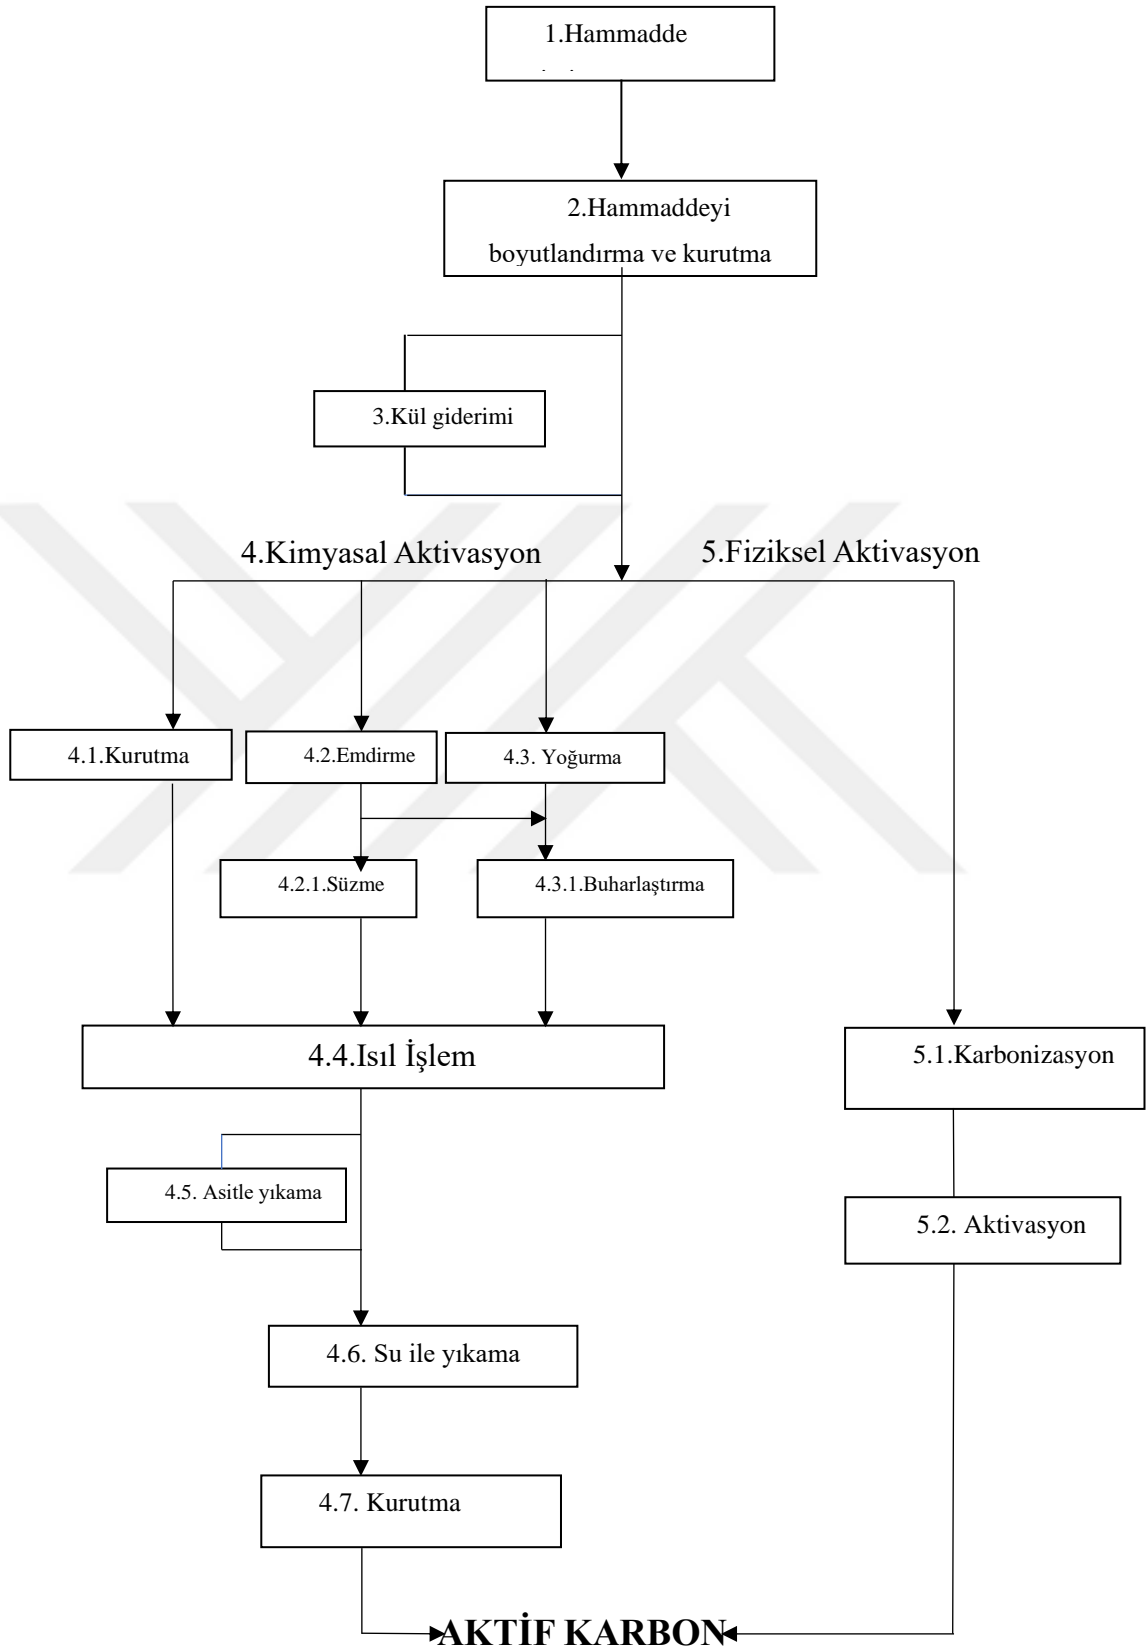 1.Hammadde
2.Hammaddeyi
boyutlandırma ve kurutma
3.Kül giderimi
4.Kimyasal Aktivasyon
5.Fiziksel Aktivasyon
4.1.Kurutma
4.2.Emdirme
4.3. Yoğurma
4.2.1.Süzme
4.3.1.Buharlaştırma
4.4.Isıl İşlem
5.1.Karbonizasyon
4.5. Asitle yıkama
5.2. Aktivasyon
4.6. Su ile yıkama
4.7. Kurutma
AKTİF KARBON